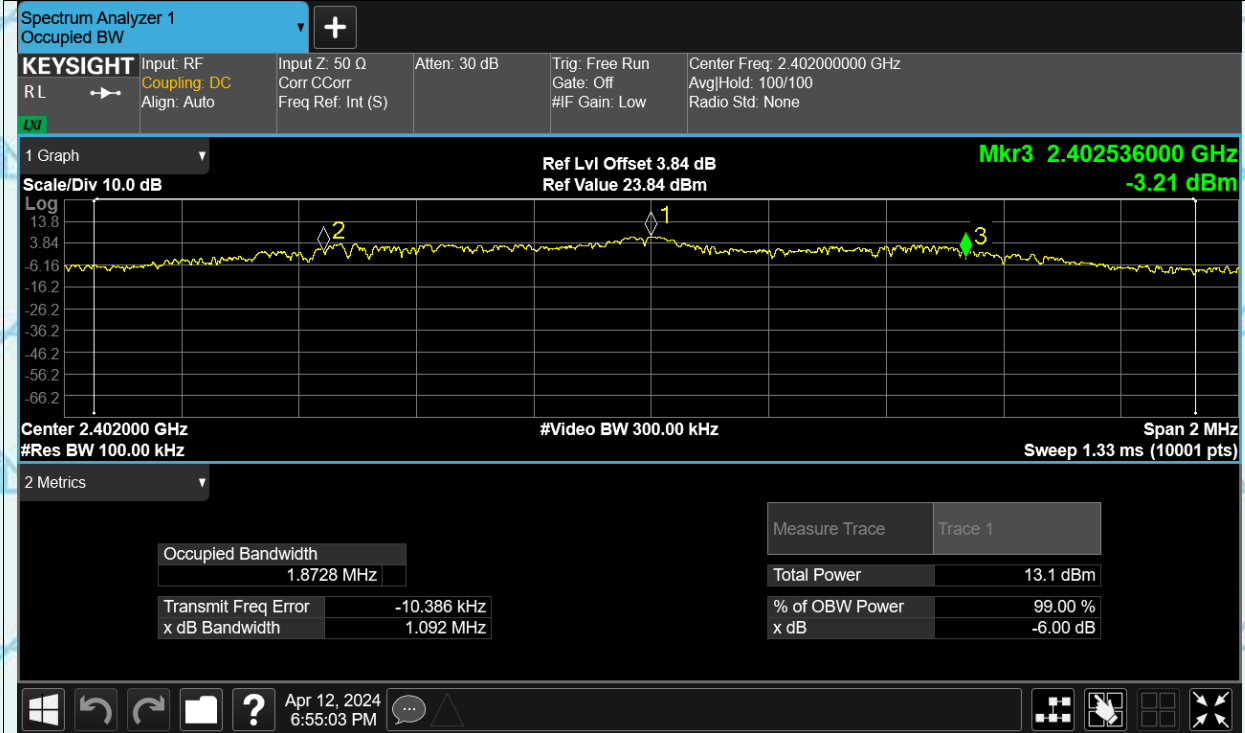 Spectrum Analyzer 1
Occupied BW
KEYSIGHT
R L
LXI
Input: RF
Coupling: DC
Align: Auto
Input Z: 50 Ω
Corr CCorr
Freq Ref: Int (S)
Atten: 30 dB
Trig: Free Run
Gate: Off
#IF Gain: Low
Center Freq: 2.402000000 GHz
Avg|Hold: 100/100
Radio Std: None
1 Graph
Scale/Div 10.0 dB
Ref Lvl Offset 3.84 dB
Ref Value 23.84 dBm
Mkr3 2.402536000 GHz
-3.21 dBm
Log
13.8
3.84
-6.16
-16.2
-26.2
-36.2
-46.2
-56.2
-66.2
2
1
3
Center 2.402000 GHz
#Res BW 100.00 kHz
#Video BW 300.00 kHz
Span 2 MHz
Sweep 1.33 ms (10001 pts)
2 Metrics
Occupied Bandwidth
1.8728 MHz
Transmit Freq Error -10.386 kHz
x dB Bandwidth 1.092 MHz
Measure Trace Trace 1
Total Power 13.1 dBm
% of OBW Power 99.00 %
x dB -6.00 dB
?
Apr 12, 2024
6:55:03 PM